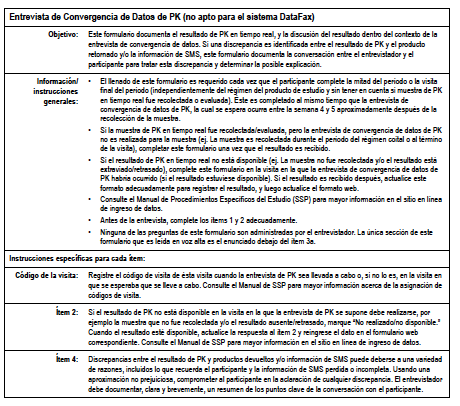 Entrevista de Convergencia de Datos de PK (no apto para el sistema DataFax)
Objetivo: Este formulario documenta el resultado de PK en tiempo real, y la discusión del resultado dentro del contexto de la
entrevista de convergencia de datos. Si una discrepancia es identificada entre el resultado de PK y el producto
retornado y/o la información de SMS, este formulario documenta la conversación entre el entrevistador y el
participante para tratar esta discrepancia y determinar la posible explicación.
Información/ instrucciones generales:
• El llenado de este formulario es requerido cada vez que el participante complete la mitad del periodo o la visita
final del periodo (independientemente del régimen del producto de estudio y sin tener en cuenta si muestra de PK
en tiempo real fue recolectada o evaluada). Este es completado al mismo tiempo que la entrevista de
convergencia de datos de PK, la cual se espera ocurra entre la semana 4 y 5 aproximadamente después de la
recolección de la muestra.
• Si la muestra de PK en tiempo real fue recolectada/evaluada, pero la entrevista de convergencia de datos de PK
no es realizada para la muestra (ej. La muestra es recolectada durante el periodo del régimen coital o al término
de la visita), completar este formulario una vez que el resultado es recibido.
• Si el resultado de PK en tiempo real no está disponible (ej. La muestra no fue recolectada y/o el resultado está
extraviado/retrasado), complete este formulario en la visita en la que la entrevista de convergencia de datos de
PK habría ocurrido (si el resultado estuviese disponible). Si el resultado es recibido después, actualice este
formato adecuadamente para registrar el resultado, y luego actualice el formato web.
• Consulte el Manual de Procedimientos Específicos del Estudio (SSP) para mayor información en el sitio en línea
de ingreso de datos.
• Antes de la entrevista, complete los ítems 1 y 2 adecuadamente.
• Ninguna de las preguntas de este formulario son administradas por el entrevistador. La única sección de este
formulario que es leída en voz alta es el enunciado debajo del ítem 3a.
Instrucciones específicas para cada ítem:
Código de la visita: Registre el código de visita de ésta visita cuando la entrevista de PK sea llevada a cabo o, si no lo es, en la visita en
que se esperaba que se lleve a cabo. Consulte el Manual de SSP para mayor información acerca de la asignación de
códigos de visita.
Ítem 2: Si el resultado de PK no está disponible en la visita en la que la entrevista de PK se supone debe realizarse, por
ejemplo la muestra que no fue recolectada y/o el resultado ausente/retrasado, marque “No realizado/no disponible.”
Cuando el resultado esté disponible, actualice la respuesta al ítem 2 y reingrese el dato en el formulario web
correspondiente. Consulte el Manual de SSP para mayor información en el sitio en línea de ingreso de datos.
Ítem 4: Discrepancias entre el resultado de PK y productos devueltos y/o información de SMS puede deberse a una variedad
de razones, incluidos lo que recuerda el participante y la información de SMS perdida o incompleta. Usando una
aproximación no prejuiciosa, comprometer al participante en la aclaración de cualquier discrepancia. El entrevistador
debe documentar, clara y brevemente, un resumen de los puntos clave de la conversación con el participante.